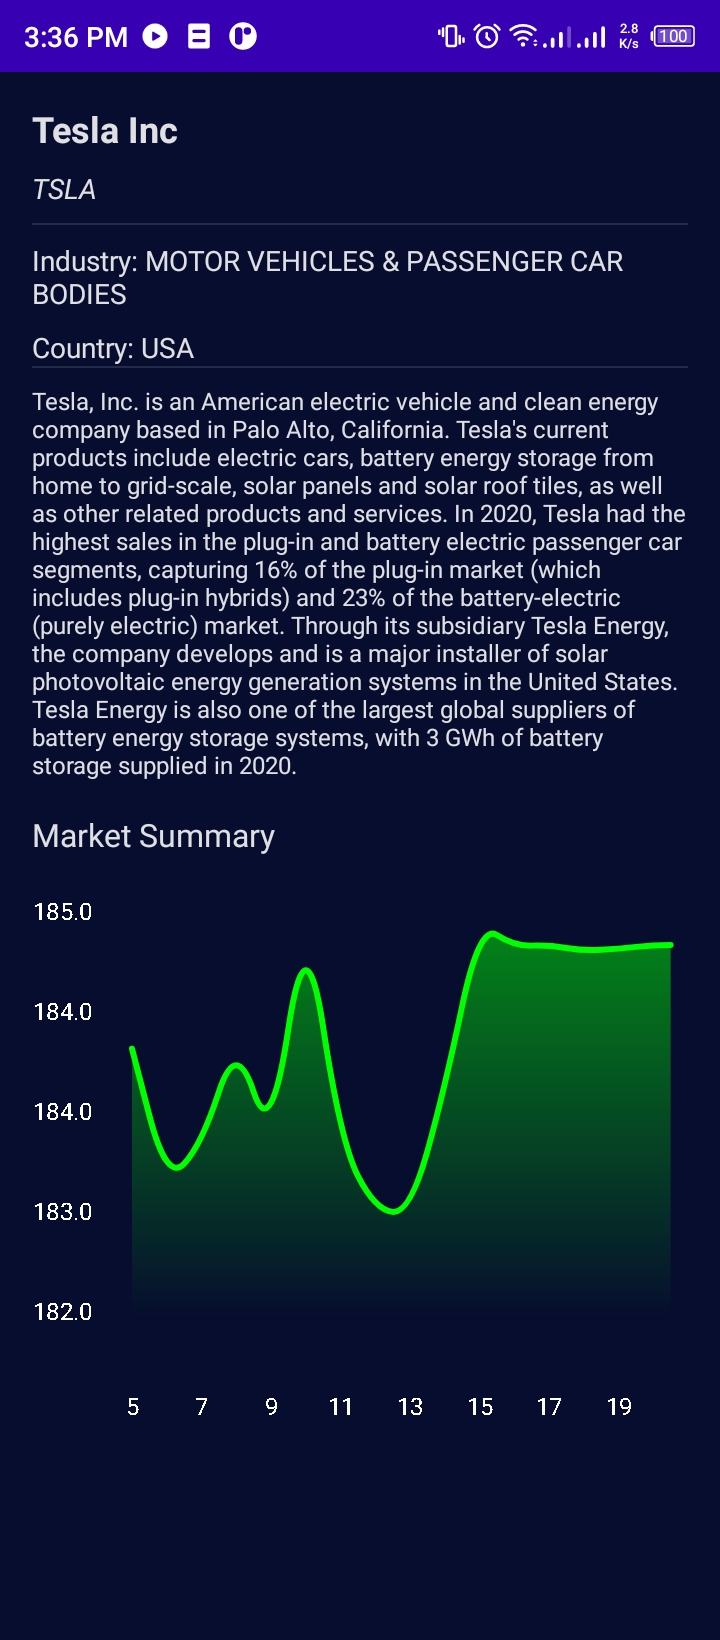 3:36 PM 2.8 K/s 100
Tesla Inc
TSLA
Industry: MOTOR VEHICLES & PASSENGER CAR
BODIES
Country: USA
Tesla, Inc. is an American electric vehicle and clean energy
company based in Palo Alto, California. Tesla's current
products include electric cars, battery energy storage from
home to grid-scale, solar panels and solar roof tiles, as well
as other related products and services. In 2020, Tesla had the
highest sales in the plug-in and battery electric passenger car
segments, capturing 16% of the plug-in market (which
includes plug-in hybrids) and 23% of the battery-electric
(purely electric) market. Through its subsidiary Tesla Energy,
the company develops and is a major installer of solar
photovoltaic energy generation systems in the United States.
Tesla Energy is also one of the largest global suppliers of
battery energy storage systems, with 3 GWh of battery
storage supplied in 2020.
Market Summary
185.0
184.0
184.0
183.0
182.0
5 7 9 11 13 15 17 19